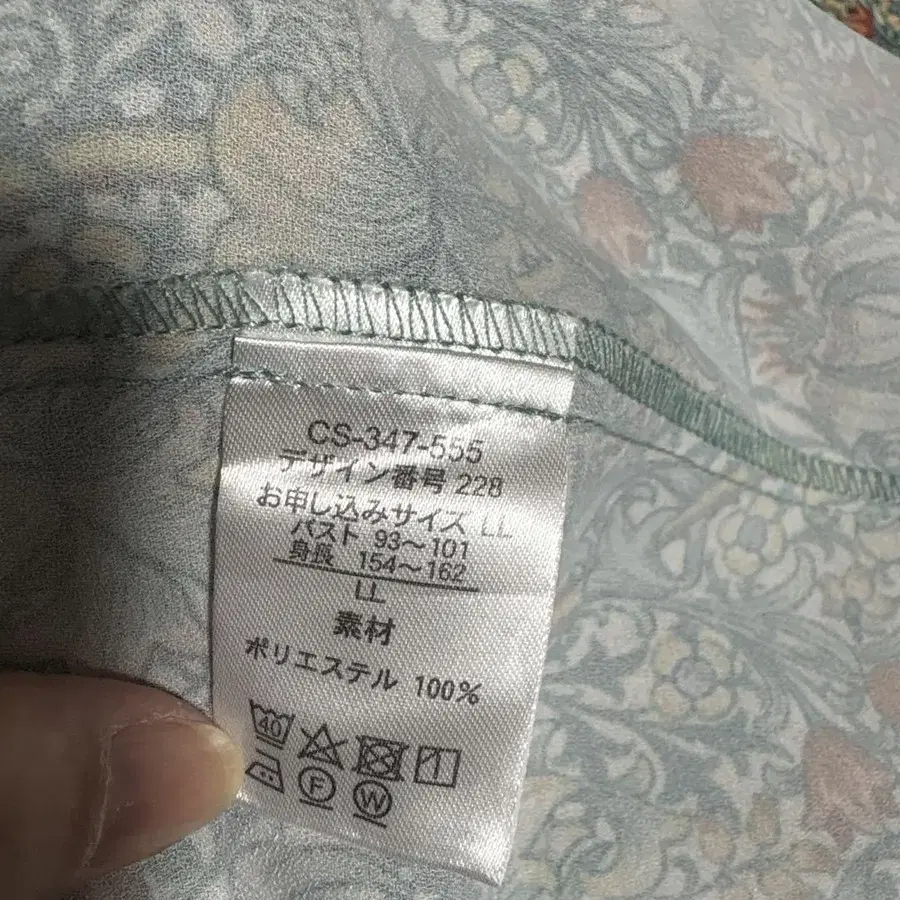 CS-347-555
デザイン番号 228
お申し込みサイズ LL
バスト 93〜101
身長 154〜162
LL
素材
ポリエステル 100%
40
F
W